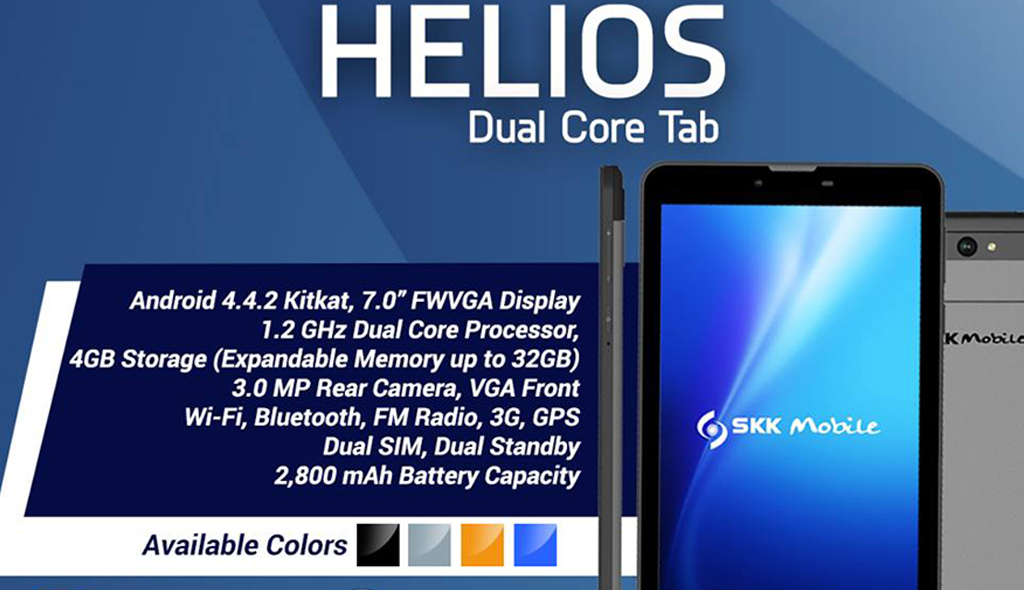 HELIOS
Dual Core Tab
Android 4.4.2 Kitkat, 7.0” FWVGA Display
1.2 GHz Dual Core Processor,
4GB Storage (Expandable Memory up to 32GB)
3.0 MP Rear Camera, VGA Front
Wi-Fi, Bluetooth, FM Radio, 3G, GPS
Dual SIM, Dual Standby
2,800 mAh Battery Capacity
Available Colors
SKK Mobile
K Mobile